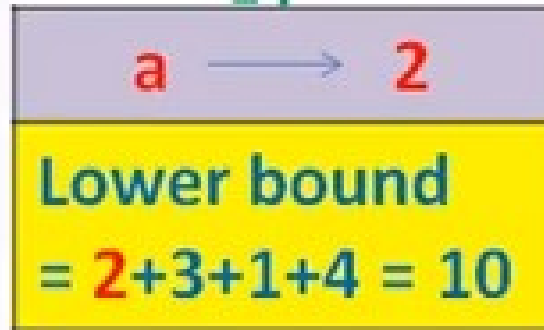 a → 2
Lower bound
= 2+3+1+4 = 10